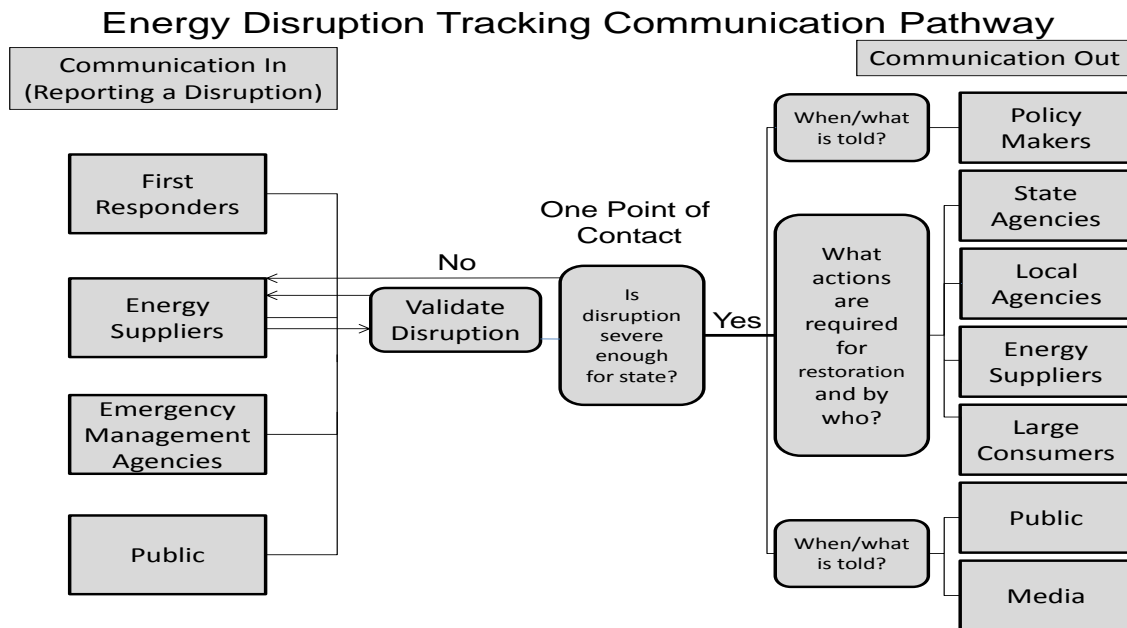 Energy Disruption Tracking Communication Pathway
Communication In
(Reporting a Disruption)
Communication Out
First
Responders
Energy
Suppliers
Emergency
Management
Agencies
Public
No
Validate
Disruption
One Point of
Contact
Is
disruption
severe
enough
for state?
Yes
When/what
is told?
What
actions are
required
for
restoration
and by
who?
When/what
is told?
Policy
Makers
State
Agencies
Local
Agencies
Energy
Suppliers
Large
Consumers
Public
Media